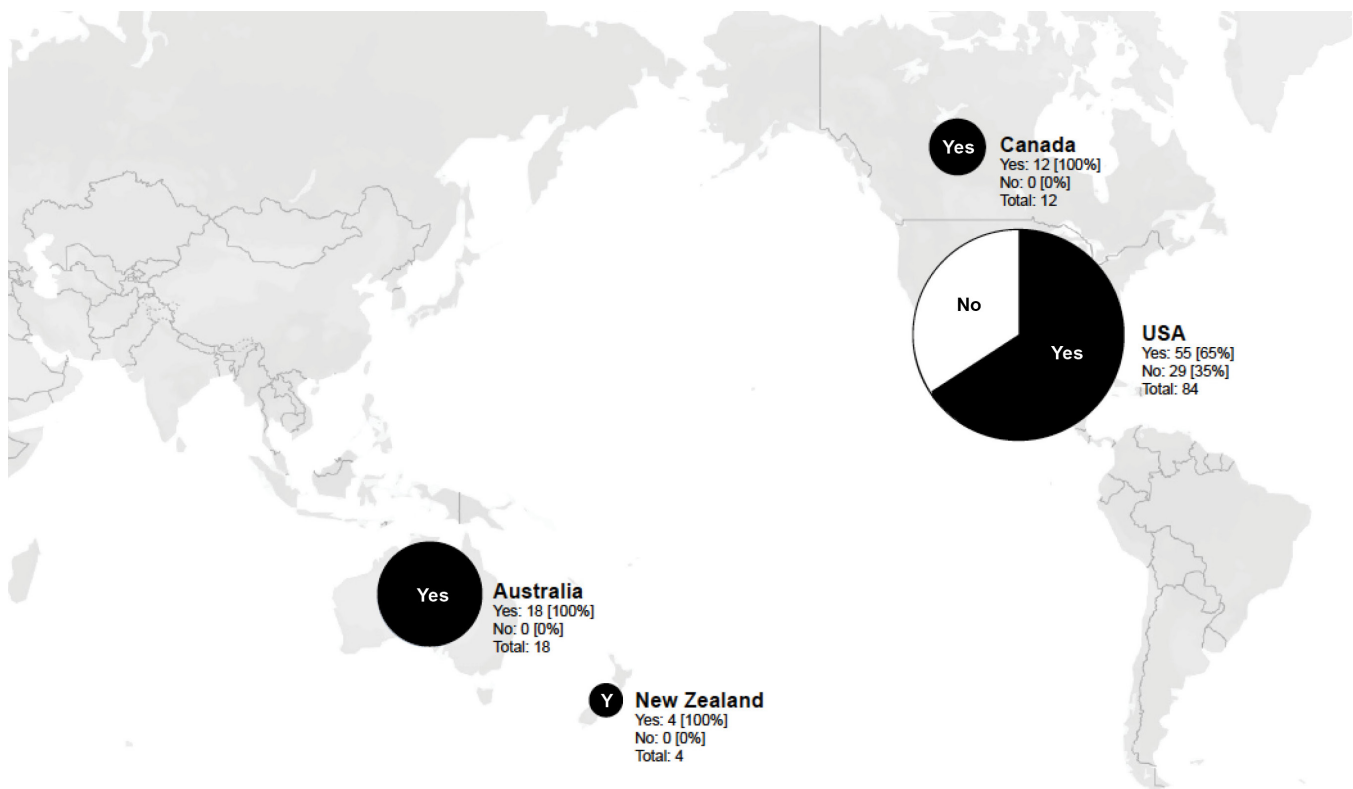 Yes
Canada
Yes: 12 [100%]
No: 0 [0%]
Total: 12
No
Yes
USA
Yes: 55 [65%]
No: 29 [35%]
Total: 84
Yes
Australia
Yes: 18 [100%]
No: 0 [0%]
Total: 18
Y
New Zealand
Yes: 4 [100%]
No: 0 [0%]
Total: 4